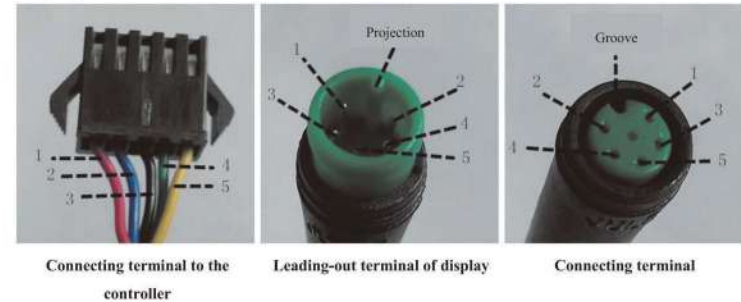 Projection
Groove
1
2
3
4
5
1
3
2
4
5
2
4
1
3
5
Connecting terminal to the
controller
Leading-out terminal of display
Connecting terminal